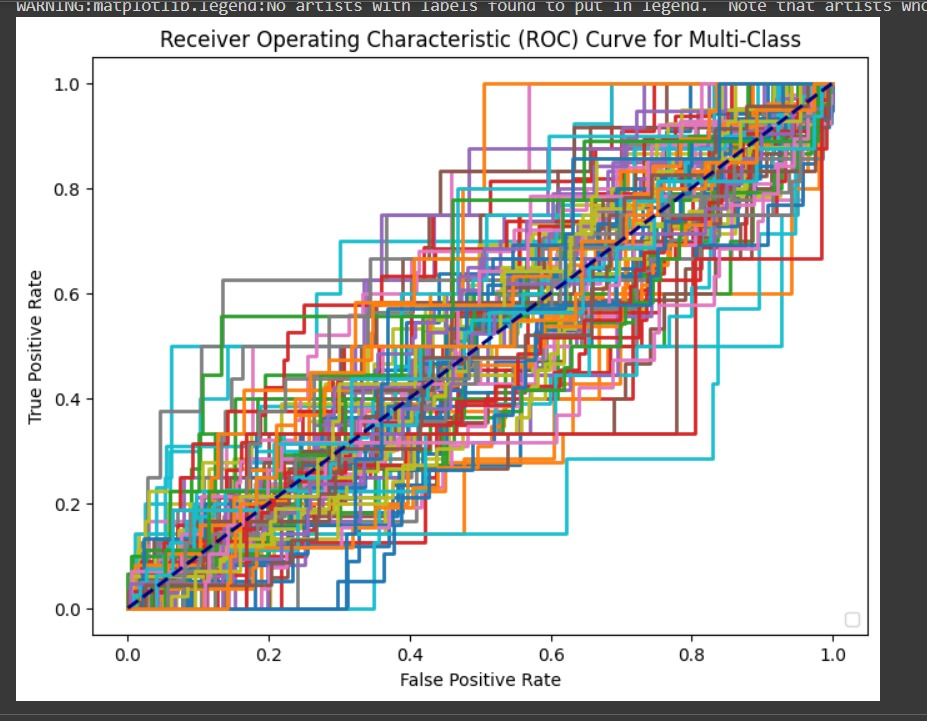 WARNING:matplotlib.legend:No artists with labels found to put in legend.  Note that artists who
Receiver Operating Characteristic (ROC) Curve for Multi-Class
1.0
0.8
0.6
0.4
0.2
0.0
True Positive Rate
0.0 0.2 0.4 0.6 0.8 1.0
False Positive Rate